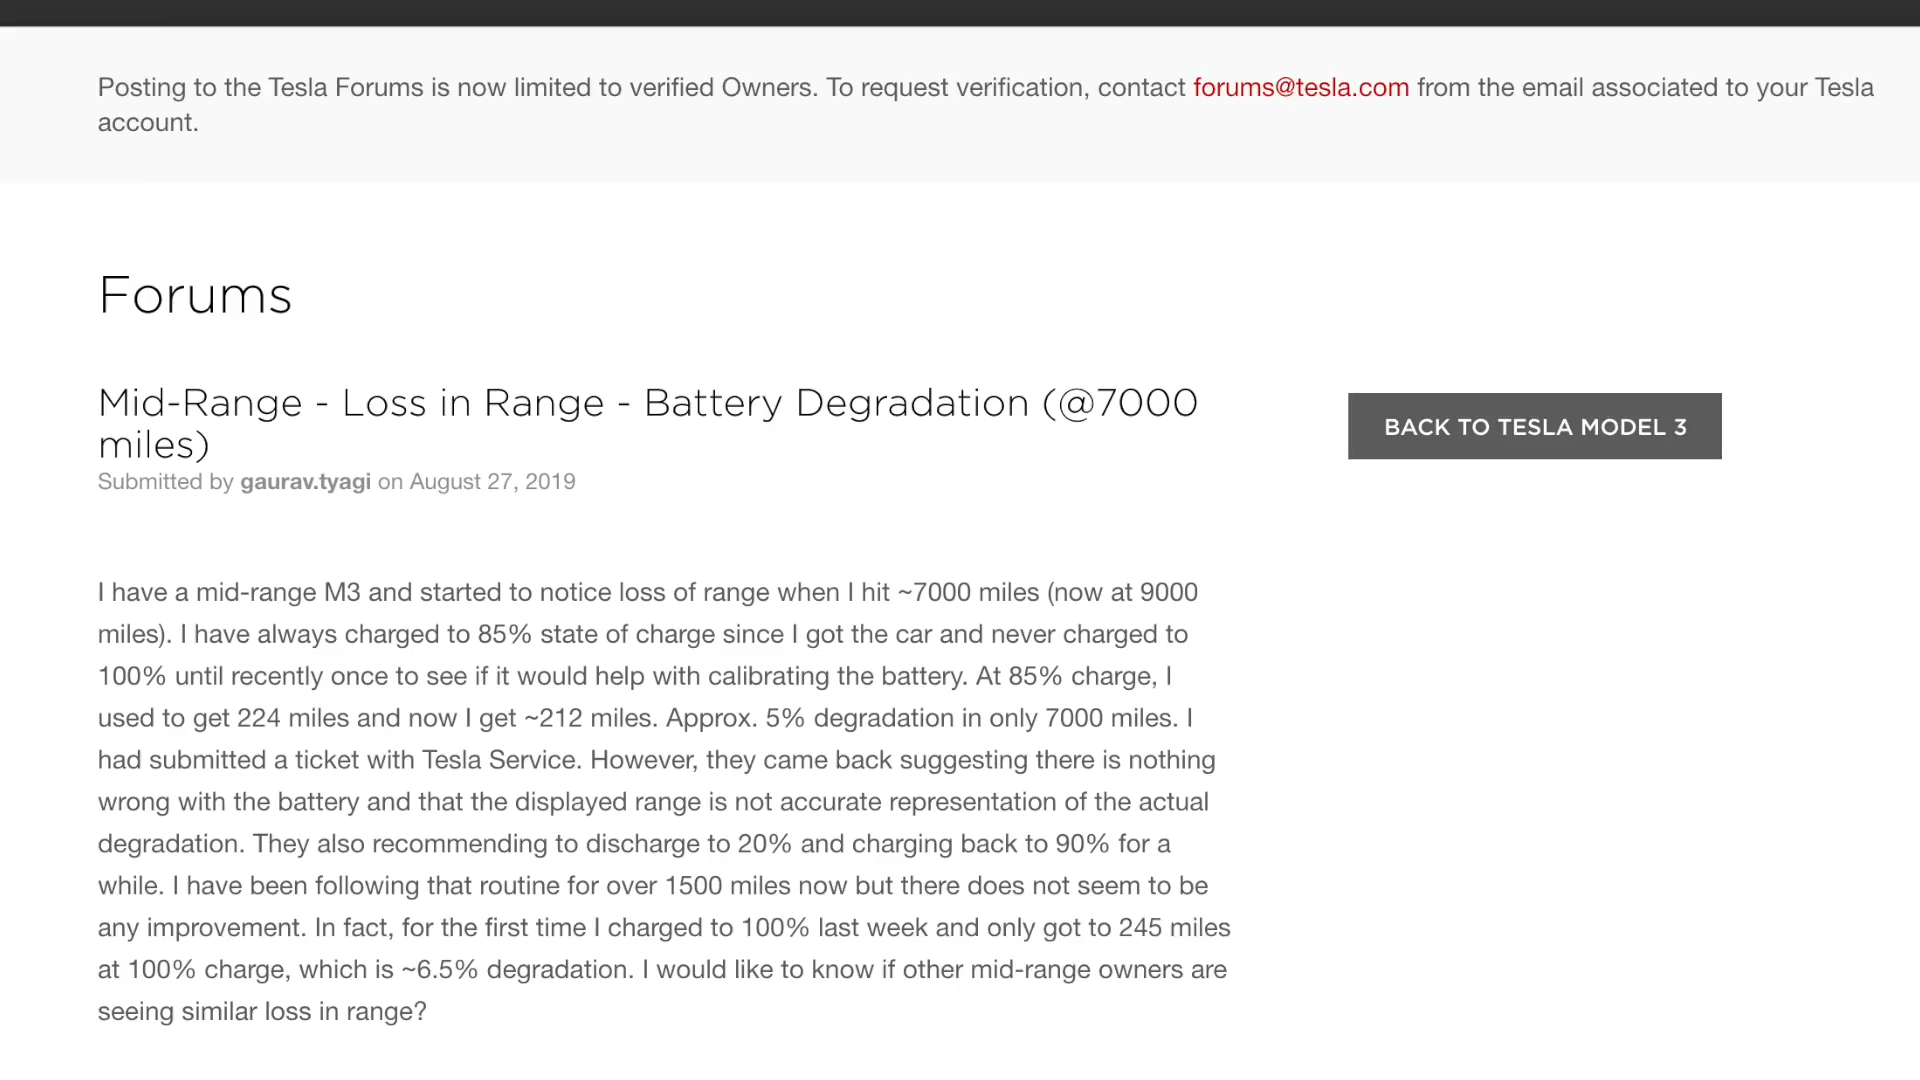 Posting to the Tesla Forums is now limited to verified Owners. To request verification, contact forums@tesla.com from the email associated to your Tesla
account.
Forums
Mid-Range - Loss in Range - Battery Degradation (@7000
miles)
BACK TO TESLA MODEL 3
Submitted by gaurav.tyagi on August 27, 2019
I have a mid-range M3 and started to notice loss of range when I hit ~7000 miles (now at 9000
miles). I have always charged to 85% state of charge since I got the car and never charged to
100% until recently once to see if it would help with calibrating the battery. At 85% charge, I
used to get 224 miles and now I get ~212 miles. Approx. 5% degradation in only 7000 miles. I
had submitted a ticket with Tesla Service. However, they came back suggesting there is nothing
wrong with the battery and that the displayed range is not accurate representation of the actual
degradation. They also recommending to discharge to 20% and charging back to 90% for a
while. I have been following that routine for over 1500 miles now but there does not seem to be
any improvement. In fact, for the first time I charged to 100% last week and only got to 245 miles
at 100% charge, which is ~6.5% degradation. I would like to know if other mid-range owners are
seeing similar loss in range?